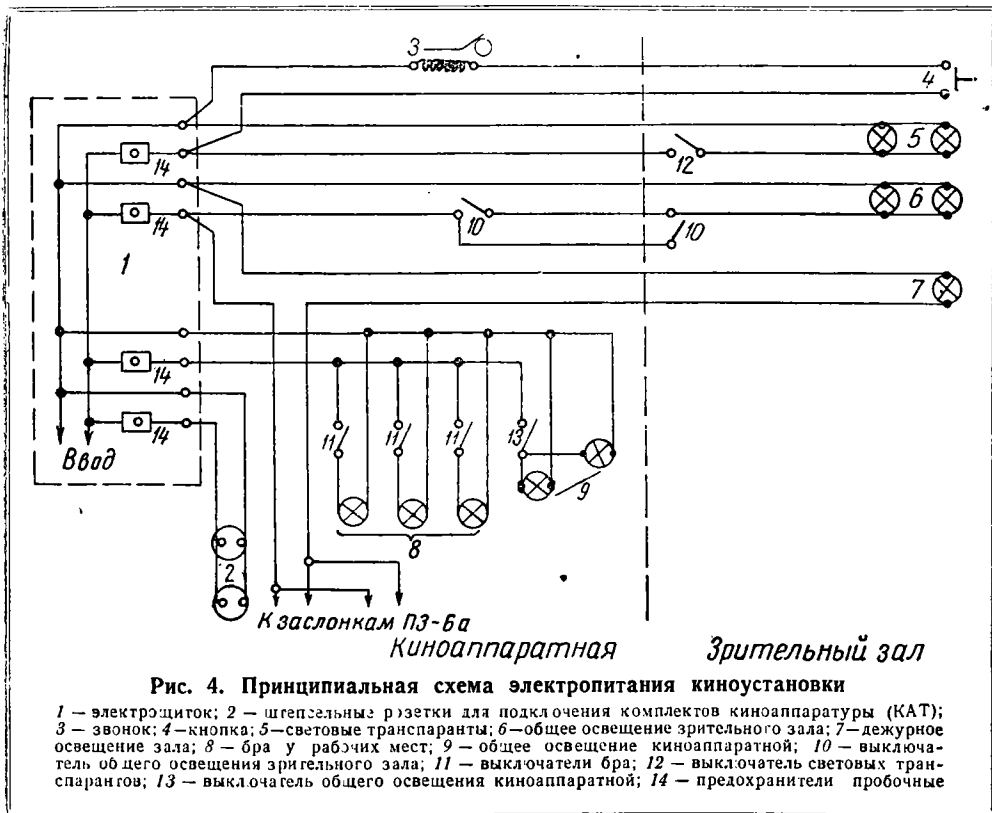 3
4
14
12
5
14
10
10
6
1
7
14
11
11
11
13
14
Ввод
9
8
2
К заслонкам ПЗ-6а
Киноаппаратная
Зрительный зал
Рис. 4. Принципиальная схема электропитания киноустановки
1 — электрощиток; 2 — штепсельные розетки для подключения комплектов киноаппаратуры (КАТ);
3 — звонок; 4—кнопка; 5—световые транспаранты; 6—общее освещение зрительного зала; 7—дежурное
освещение зала; 8 — бра у рабочих мест; 9 — общее освещение киноаппаратной; 10 — выключа-
тель общего освещения зрительного зала; 11 — выключатели бра; 12 — выключатель световых тран-
спарантов; 13 — выключатель общего освещения киноаппаратной; 14 — предохранители пробочные